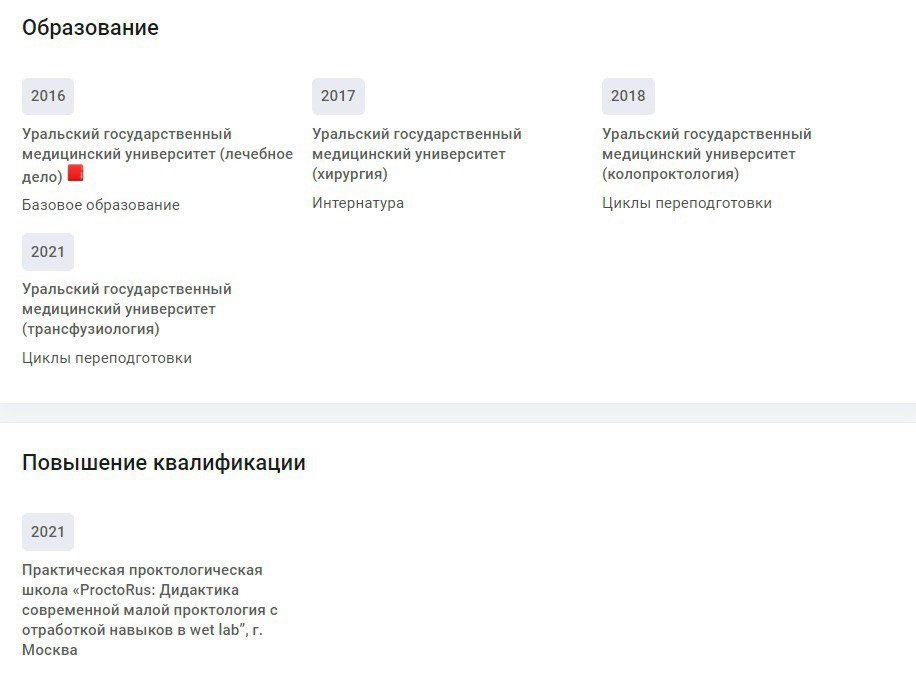 Образование
2016
Уральский государственный
медицинский университет (лечебное
дело)
Базовое образование
2017
Уральский государственный
медицинский университет
(хирургия)
Интернатура
2018
Уральский государственный
медицинский университет
(колопроктология)
Циклы переподготовки
2021
Уральский государственный
медицинский университет
(трансфузиология)
Циклы переподготовки
Повышение квалификации
2021
Практическая проктологическая
школа «ProctoRus: Дидактика
современной малой проктология с
отработкой навыков в wet lab”, г.
Москва